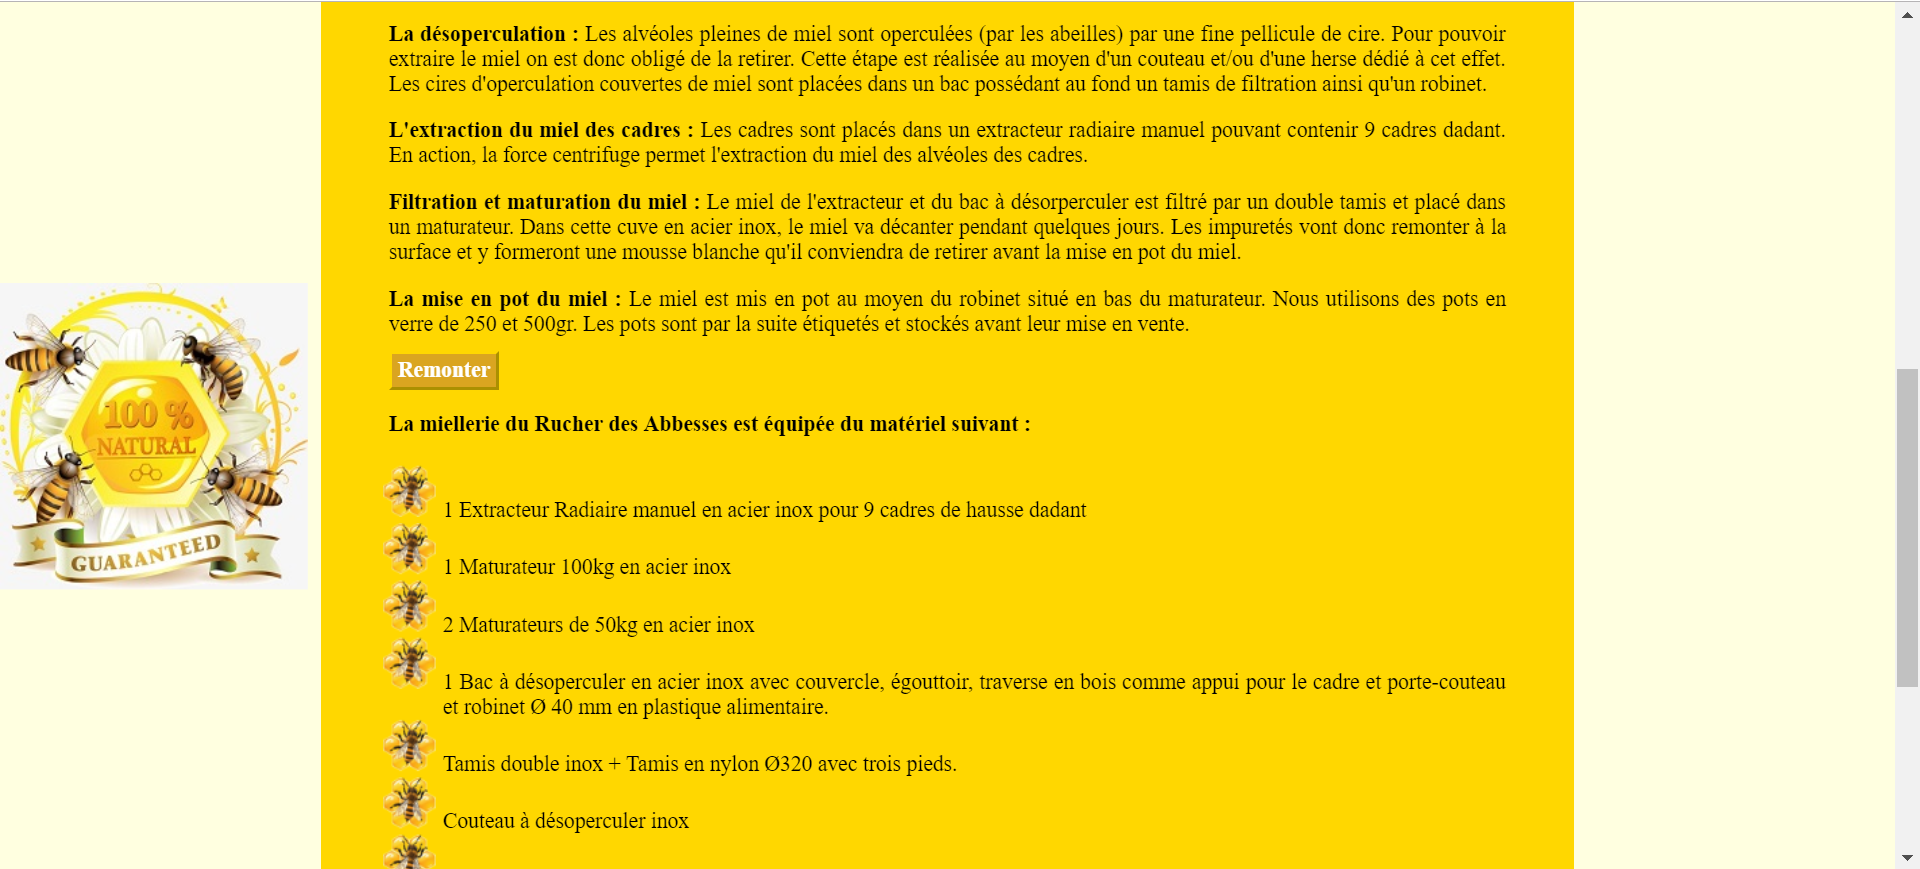 La désoperculation : Les alvéoles pleines de miel sont operculées (par les abeilles) par une fine pellicule de cire. Pour pouvoir
extraire le miel on est donc obligé de la retirer. Cette étape est réalisée au moyen d'un couteau et/ou d'une herse dédié à cet effet.
Les cires d'operculation couvertes de miel sont placées dans un bac possédant au fond un tamis de filtration ainsi qu'un robinet.
L'extraction du miel des cadres : Les cadres sont placés dans un extracteur radiaire manuel pouvant contenir 9 cadres dadant.
En action, la force centrifuge permet l'extraction du miel des alvéoles des cadres.
Filtration et maturation du miel : Le miel de l'extracteur et du bac à désorperculer est filtré par un double tamis et placé dans
un maturateur. Dans cette cuve en acier inox, le miel va décanter pendant quelques jours. Les impuretés vont donc remonter à la
surface et y formeront une mousse blanche qu'il conviendra de retirer avant la mise en pot du miel.
La mise en pot du miel : Le miel est mis en pot au moyen du robinet situé en bas du maturateur. Nous utilisons des pots en
verre de 250 et 500gr. Les pots sont par la suite étiquetés et stockés avant leur mise en vente.
Remonter
La miellerie du Rucher des Abbesses est équipée du matériel suivant :
1 Extracteur Radiaire manuel en acier inox pour 9 cadres de hausse dadant
1 Maturateur 100kg en acier inox
2 Maturateurs de 50kg en acier inox
1 Bac à désoperculer en acier inox avec couvercle, égouttoir, traverse en bois comme appui pour le cadre et porte-couteau
et robinet Ø 40 mm en plastique alimentaire.
Tamis double inox + Tamis en nylon Ø320 avec trois pieds.
Couteau à désoperculer inox
100 %
NATURAL
GUARANTEED